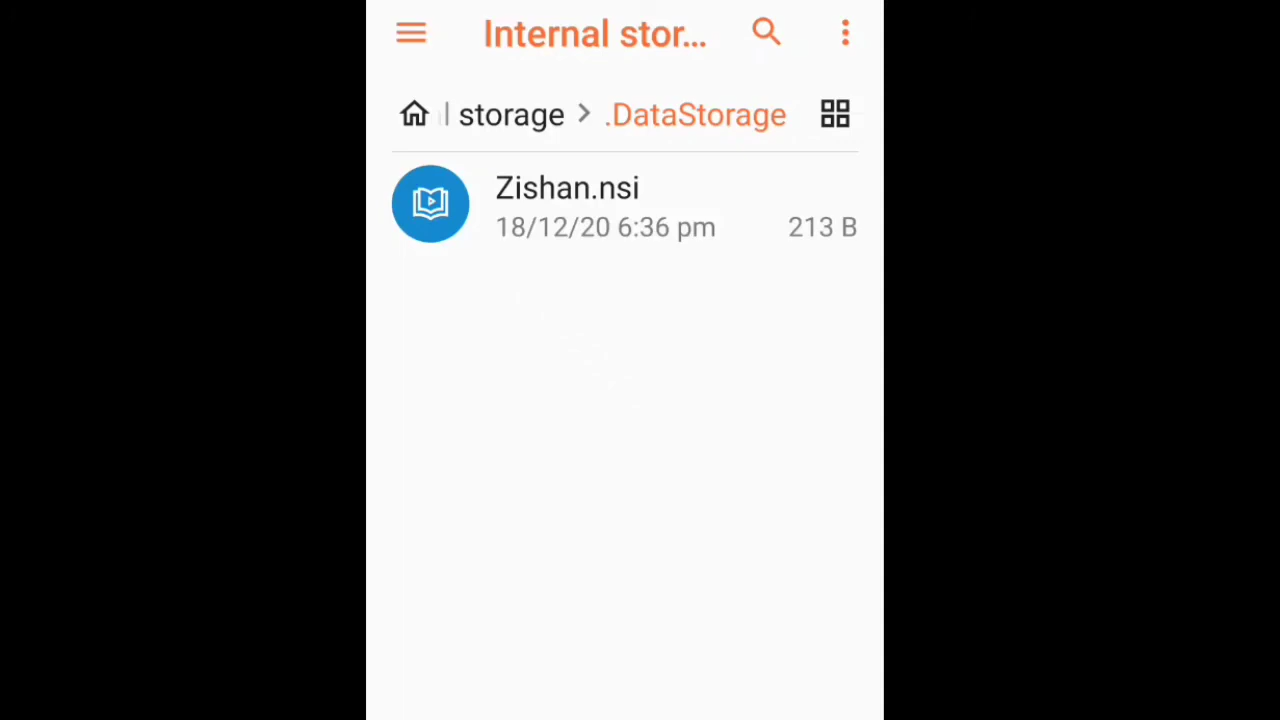 Internal stor...
l storage > .DataStorage
Zishan.nsi
18/12/20 6:36 pm 213 B